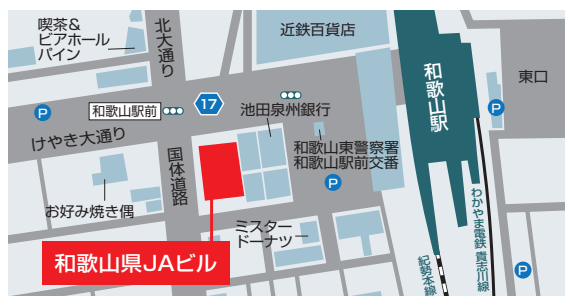 喫茶&
ビアホール
パイン
北大通り
近鉄百貨店
和歌山駅
東口
P
和歌山駅前
17
池田泉州銀行
P
けやき大通り
国体道路
和歌山東警察署
和歌山駅前交番
P
お好み焼き偶
ミスター
ドーナツ
和歌山県JAビル
紀勢本線
わかやま電鉄 貴志川線
P